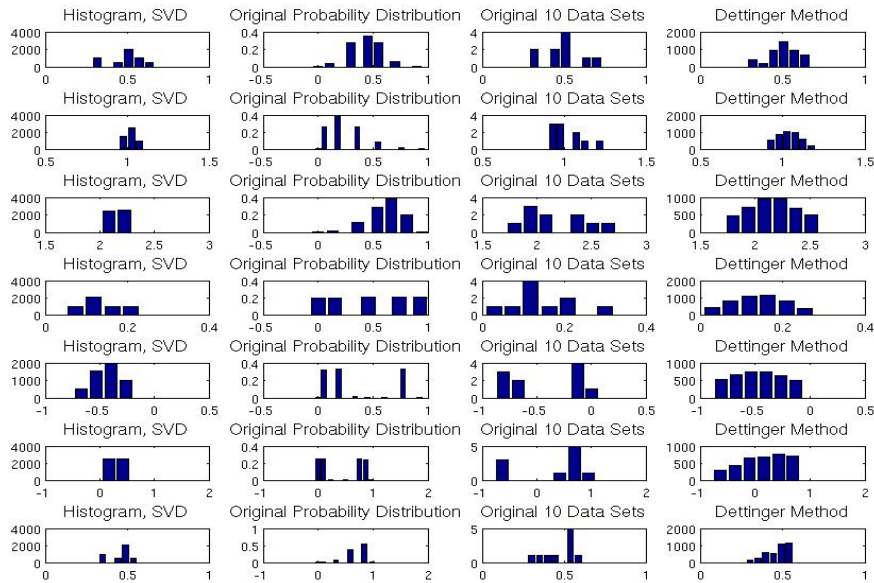 Histogram, SVD Original Probability Distribution Original 10 Data Sets Dettinger Method
4000 0.4 4 2000
2000 0.2 2 1000
0 0 0 0
0 0.5 1 -0.5 0 0.5 1 0 0.5 1 0 0.5 1
Histogram, SVD Original Probability Distribution Original 10 Data Sets Dettinger Method
4000 0.4 4 2000
2000 0.2 2 1000
0 0 0 0
0.5 1 1.5 -0.5 0 0.5 1 0.5 1 1.5 0.5 1 1.5
Histogram, SVD Original Probability Distribution Original 10 Data Sets Dettinger Method
4000 0.4 4 1000
2000 0.2 2 500
0 0 0 0
1.5 2 2.5 3 -0.5 0 0.5 1 1.5 2 2.5 3 1.5 2 2.5 3
Histogram, SVD Original Probability Distribution Original 10 Data Sets Dettinger Method
4000 0.4 4 2000
2000 0.2 2 1000
0 0 0 0
0 0.2 0.4 -0.5 0 0.5 1 0 0.2 0.4 0 0.2 0.4
Histogram, SVD Original Probability Distribution Original 10 Data Sets Dettinger Method
2000 0.4 4 1000
1000 0.2 2 500
0 0 0 0
-1 -0.5 0 0.5 -0.5 0 0.5 1 -1 -0.5 0 0.5 -1 -0.5 0 0.5
Histogram, SVD Original Probability Distribution Original 10 Data Sets Dettinger Method
4000 0.4 5 1000
2000 0.2 500
0 0 0 0
-1 0 1 2 -1 0 1 2 -1 0 1 2 -1 0 1 2
Histogram, SVD Original Probability Distribution Original 10 Data Sets Dettinger Method
4000 1 5 2000
2000 0.5 1000
0 0 0 0
0 0.5 1 -1 0 1 2 0 0.5 1 0 0.5 1